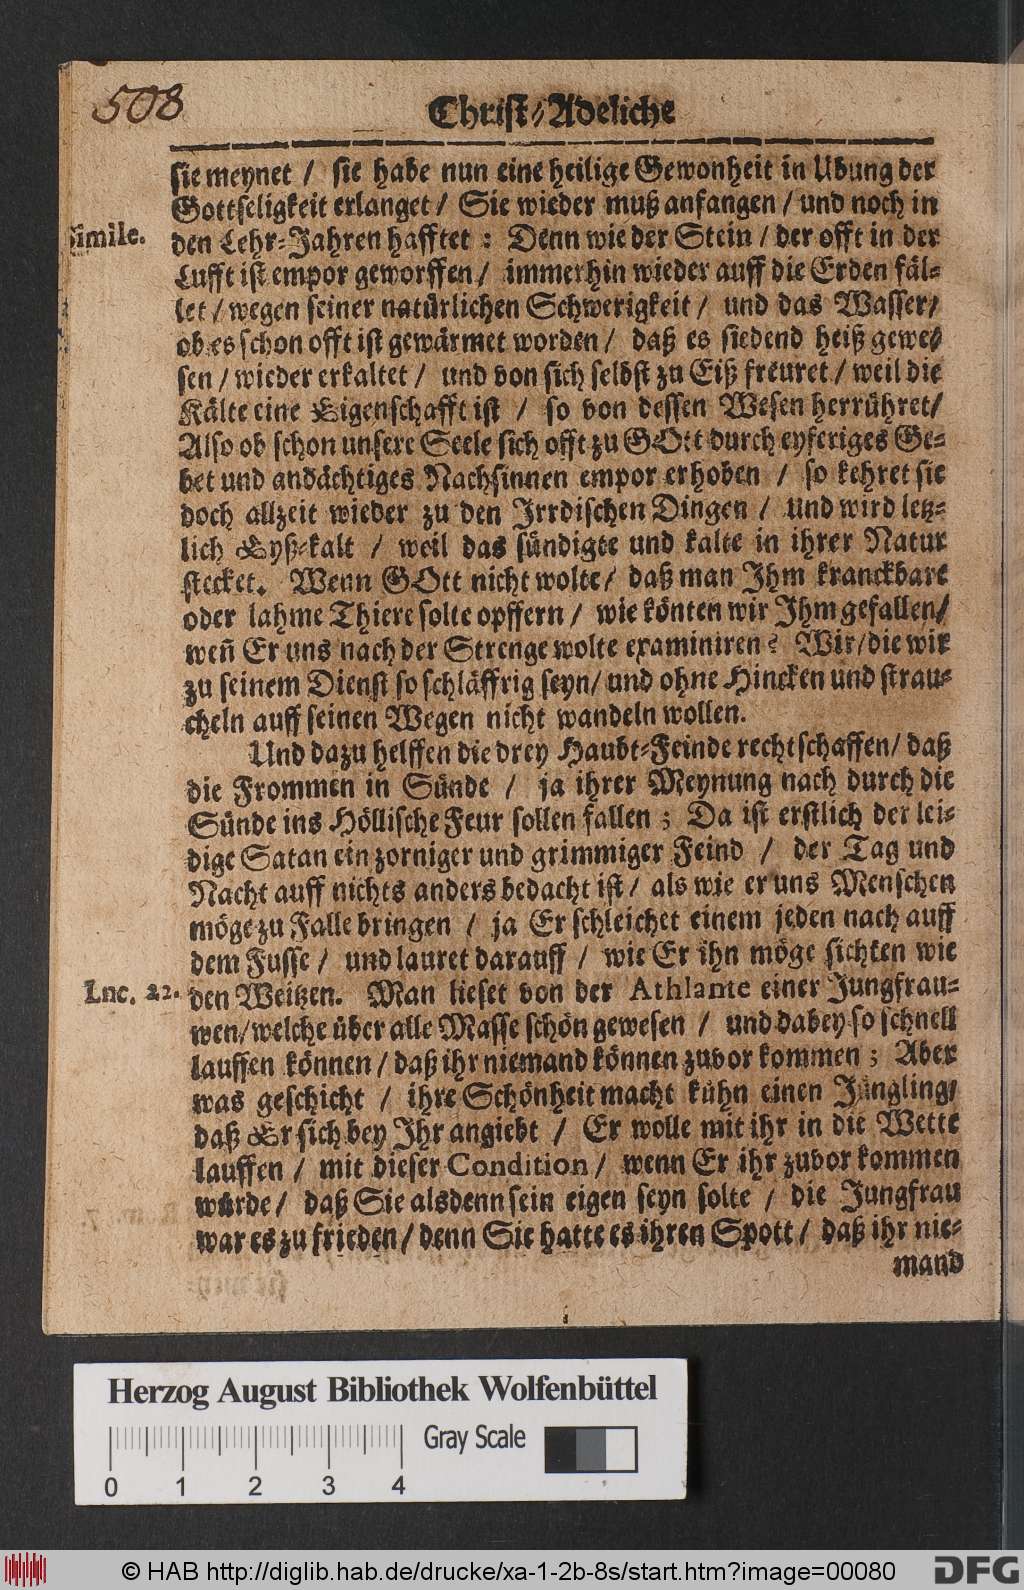 508
Christ-Adeliche
sie meynet / sie habe nun eine heilige Gewonheit in Ubung der
Gottseligkeit erlanget / Sie wieder muß anfangen / und noch in
Simile.
den Lehr-Jahren hafftet : Denn wie der Stein / der offt in der
Lufft ist empor geworffen / immerhin wieder auff die Erden fäl-
let / wegen seiner natürlichen Schwerigkeit / und das Wasser /
ob es schon offt ist gewärmet worden / daß es siedend heiß gewe-
sen / wieder erkaltet / und von sich selbst zu Eiß freuret / weil die
Kälte eine Eigenschafft ist / so von dessen Wesen herrühret /
Also ob schon unsere Seele sich offt zu GOtt durch eyferiges Ge-
bet und andächtiges Nachsinnen empor erhoben / so kehret sie
doch allzeit wieder zu den Irrdischen Dingen / und wird letz-
lich Eyß-kalt / weil das sündigte und kalte in ihrer Natur
stecket. Wenn GOtt nicht wolte / daß man Ihm kranckbare
oder lahme Thiere solte opffern / wie könten wir Ihm gefallen /
weñ Er uns nach der Strenge wolte examiniren? Wir / die wir
zu seinem Dienst so schläffrig seyn / und ohne Hincken und strau-
cheln auff seinen Wegen nicht wandeln wollen.
Und dazu helffen die drey Haubt-Feinde rechtschaffen / daß
die Frommen in Sünde / ja ihrer Meynung nach durch die
Sünde ins Höllische Feur sollen fallen ; Da ist erstlich der lei-
dige Satan ein zorniger und grimmiger Feind / der Tag und
Nacht auff nichts anders bedacht ist / als wie er uns Menschen
möge zu Falle bringen / ja Er schleichet einem jeden nach auff
dem Fusse / und lauret darauff / wie Er ihn möge sichten wie
Luc. 22.
den Weitzen. Man lieset von der Athlante einer Jungfrau-
wen / welche über alle Masse schön gewesen / und dabey so schnell
lauffen können / daß ihr niemand können zuvor kommen ; Aber
was geschicht / ihre Schönheit macht kühn einen Jüngling /
daß Er sich bey Ihr angiebt / Er wolle mit ihr in die Wette
lauffen / mit dieser Condition / wenn Er ihr zuvor kommen
würde / daß Sie alsdenn sein eigen seyn solte / die Jungfrau
war es zu frieden / denn Sie hatte es ihren Spott / daß ihr nie-
mand
Herzog August Bibliothek Wolfenbüttel
Gray Scale
0 1 2 3 4
© HAB http://diglib.hab.de/drucke/xa-1-2b-8s/start.htm?image=00080
DFG